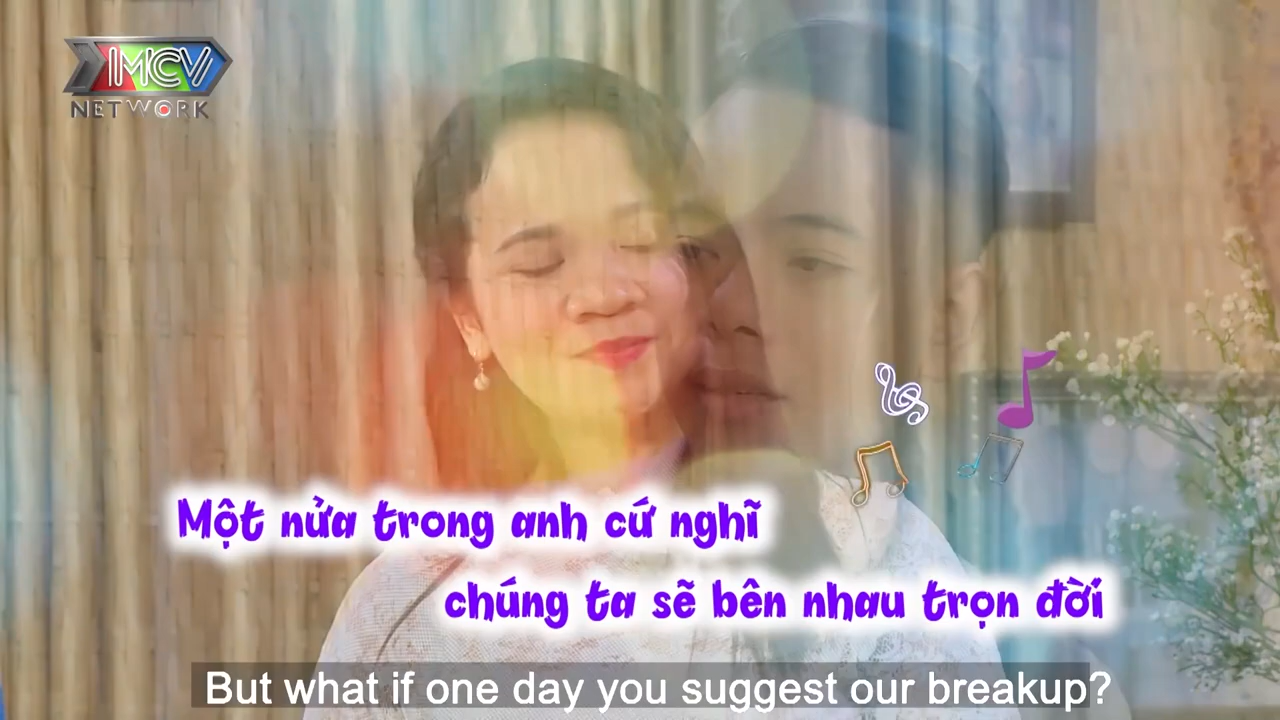 MCV
NETWORK
Một nửa trong anh cứ nghĩ
chúng ta sẽ bên nhau trọn đời
But what if one day you suggest our breakup?